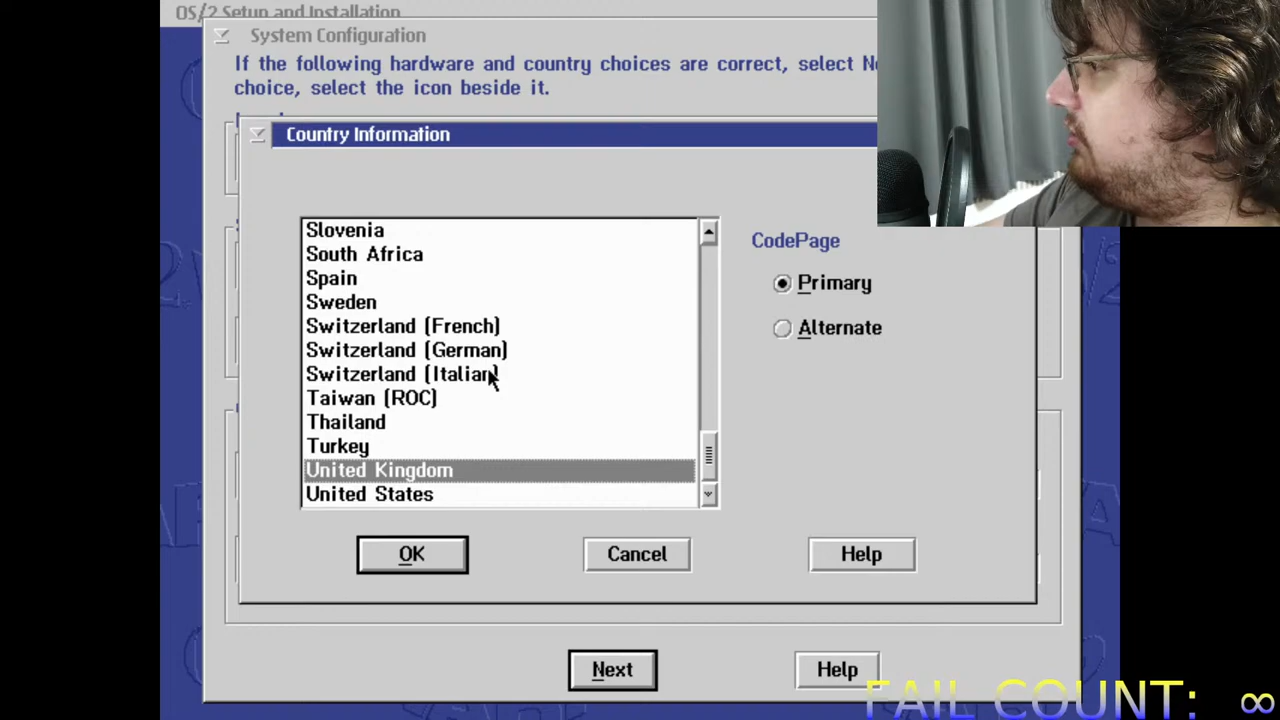 OS/2 Setup and Installation
System Configuration
If the following hardware and country choices are correct, select
choice, select the icon beside it.
Country Information
Slovenia
South Africa
Spain
Sweden
Switzerland (French)
Switzerland (German)
Switzerland (Italian)
Taiwan (ROC)
Thailand
Turkey
United Kingdom
United States
CodePage
Primary
Alternate
OK
Cancel
Help
Next
Help
FAIL COUNT: ∞